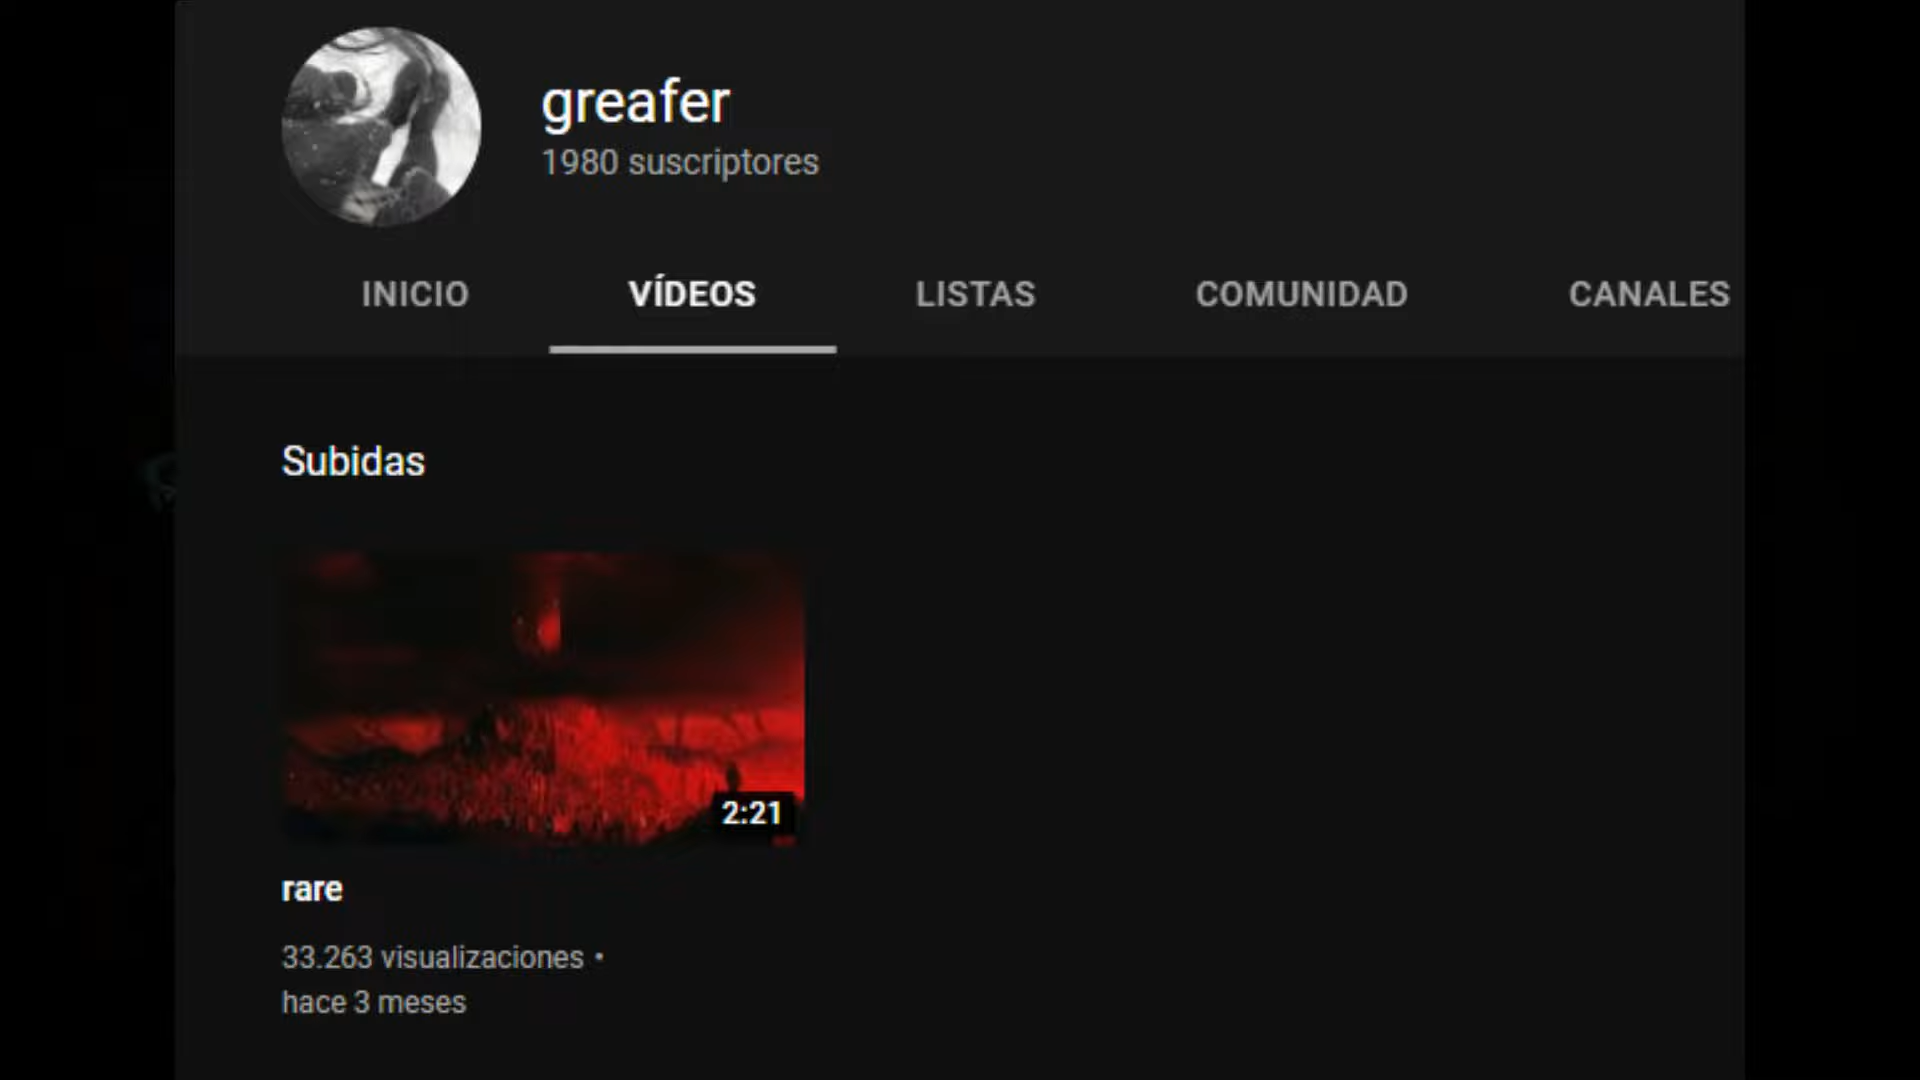 greafer
1980 suscriptores
INICIO VÍDEOS LISTAS COMUNIDAD CANALES
Subidas
2:21
rare
33.263 visualizaciones •
hace 3 meses